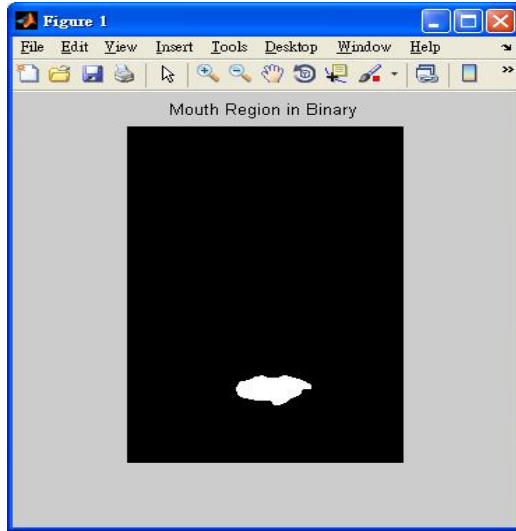 Figure 1
File Edit View Insert Tools Desktop Window Help
Mouth Region in Binary